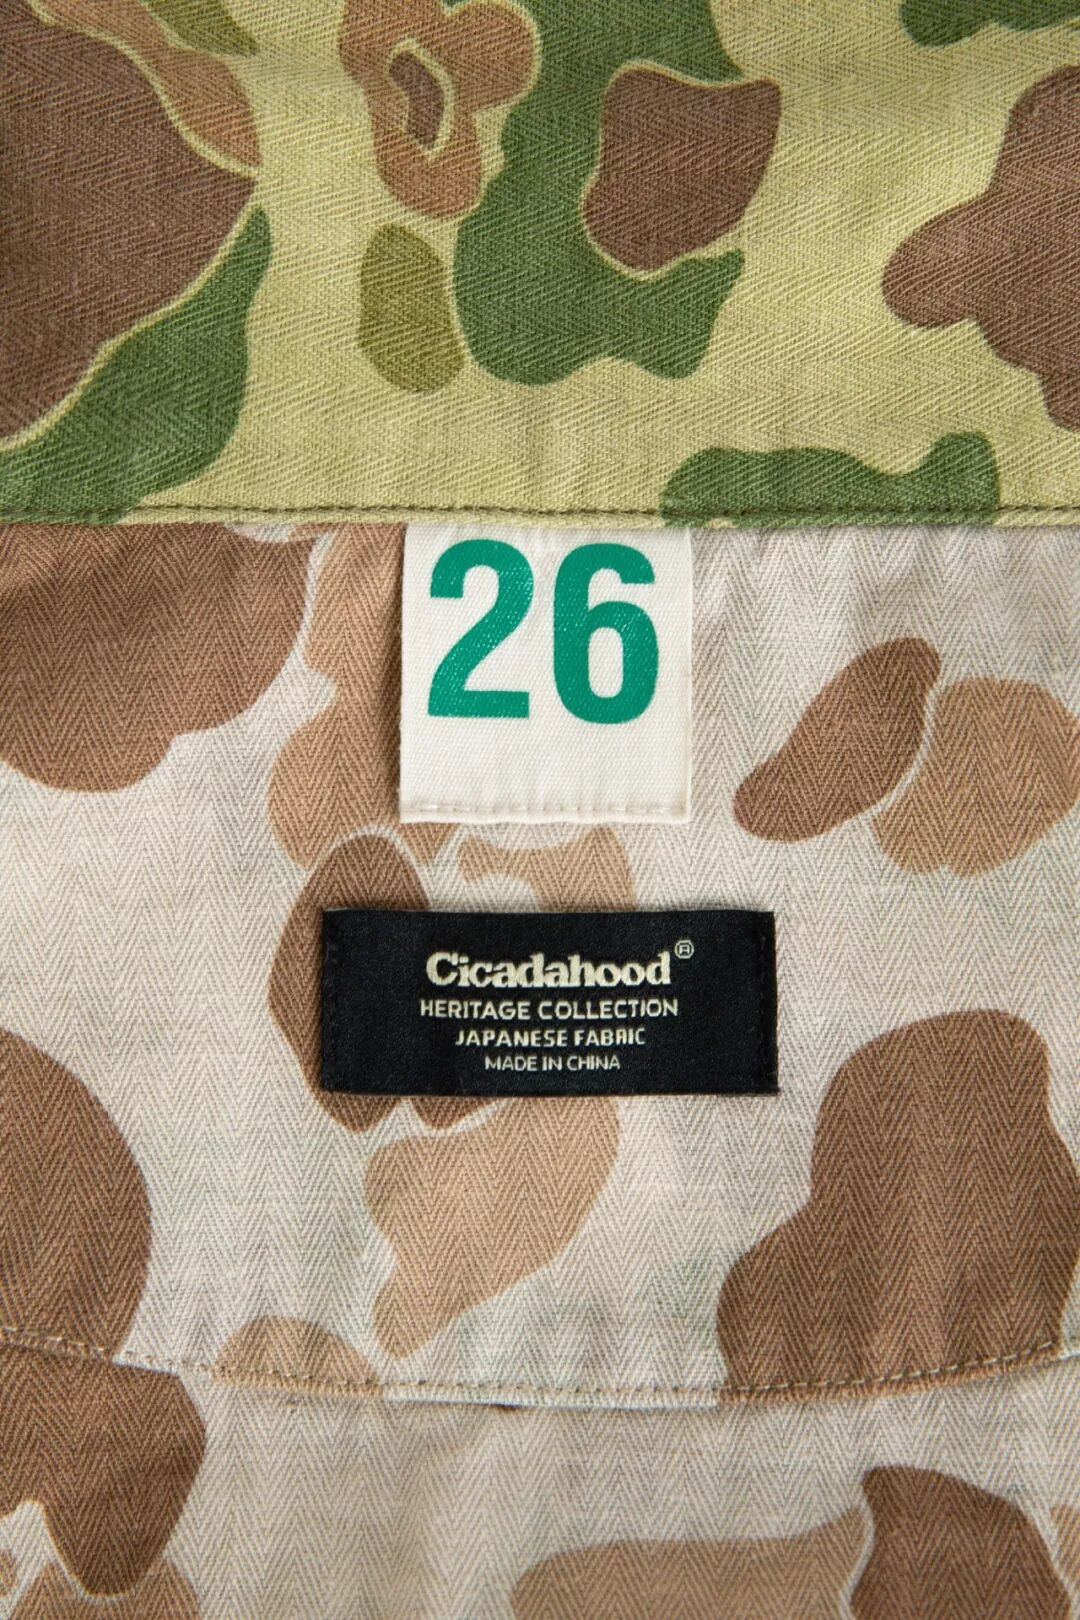 26
Cicadahood®
HERITAGE COLLECTION
JAPANESE FABRIC
MADE IN CHINA